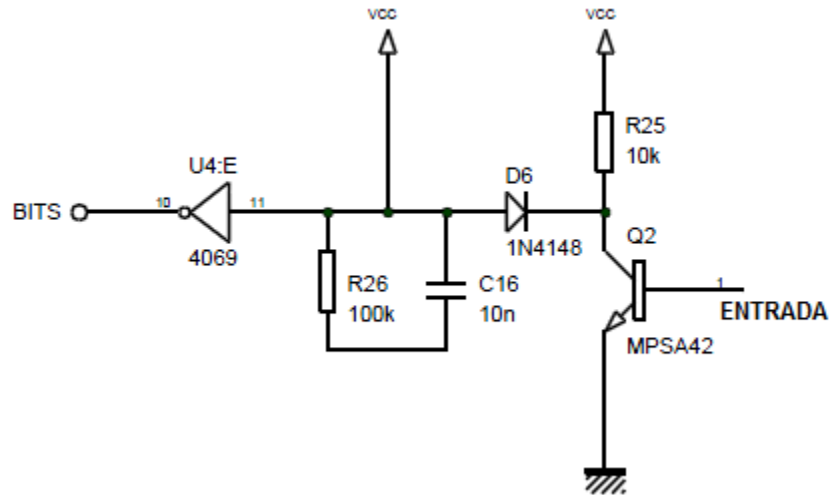 vcc
vcc
R25
10k
U4:E
D6
BITS
10
11
4069
1N4148
Q2
R26
100k
C16
10n
1
ENTRADA
MPSA42